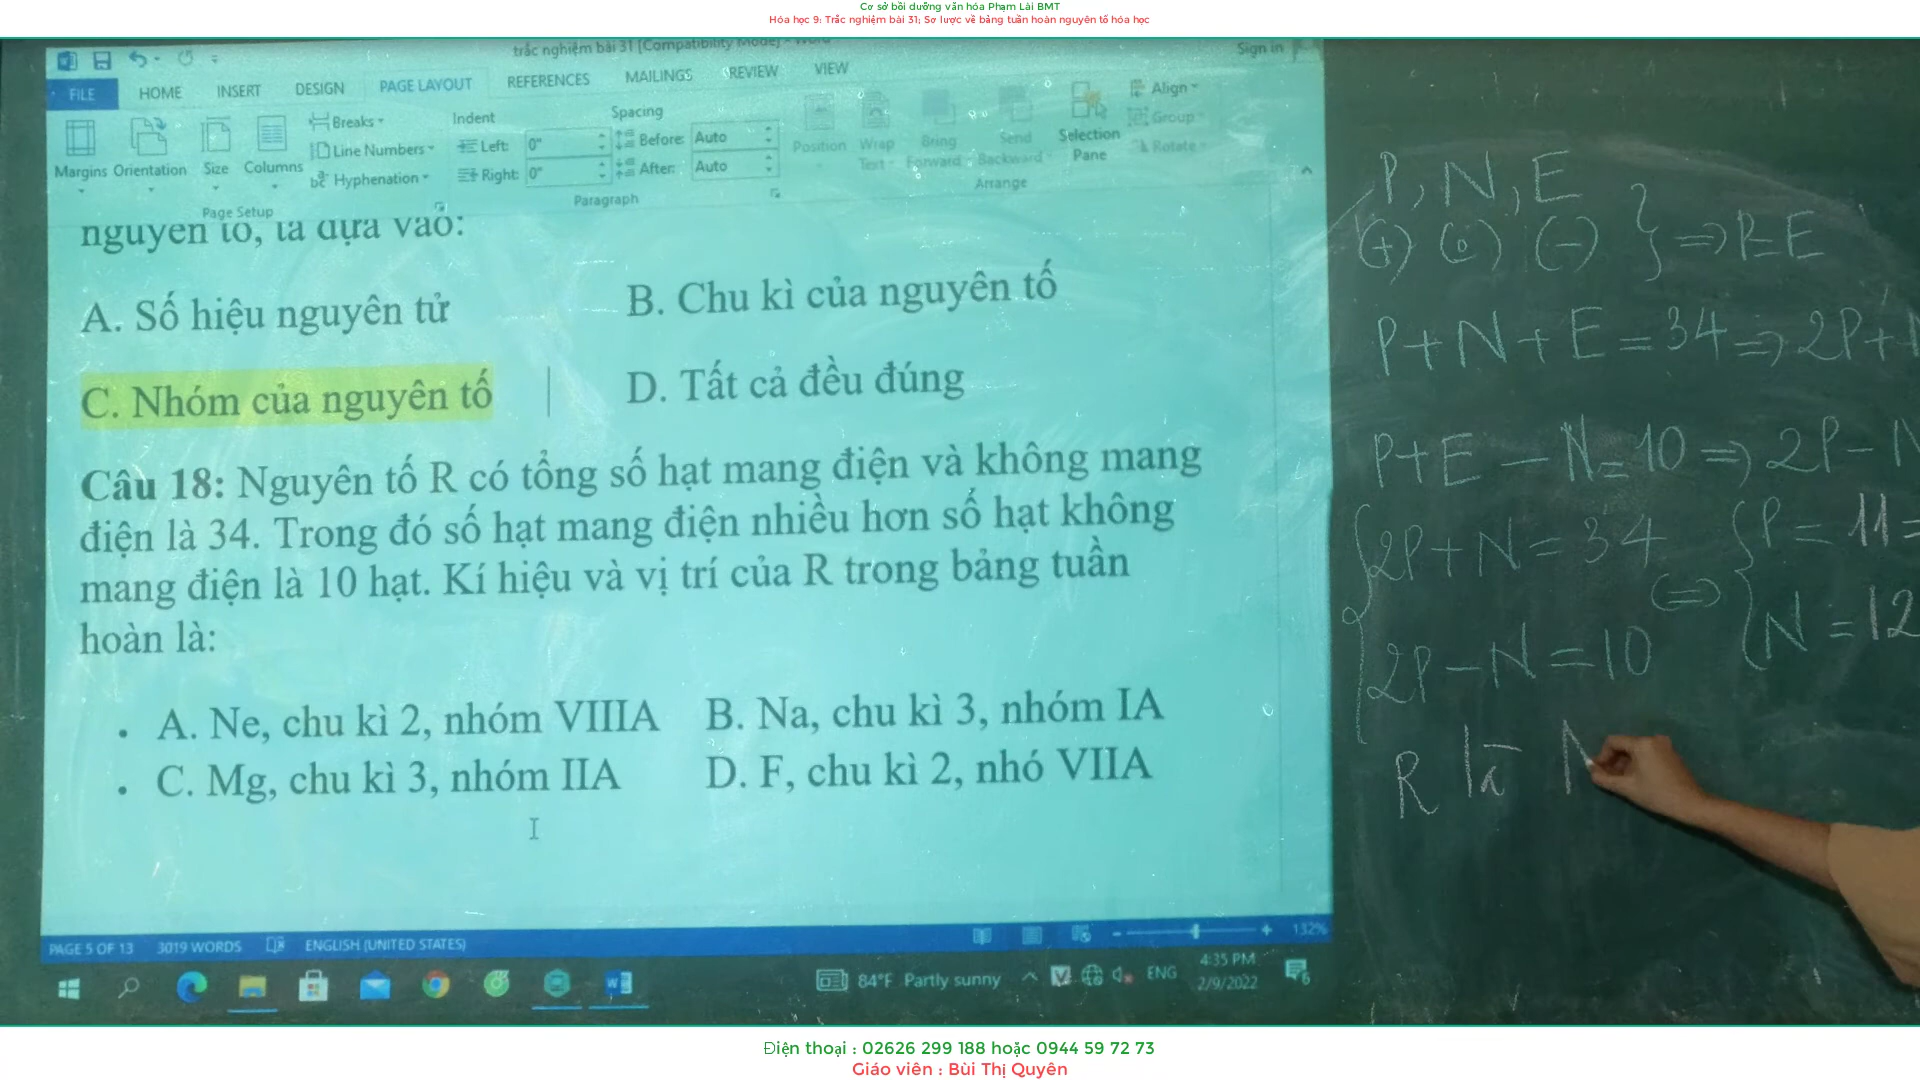 Cơ sở bồi dưỡng văn hóa Phạm Lài BMT
Hóa học 9: Trắc nghiệm bài 31; Sơ lược về bảng tuần hoàn nguyên tố hóa học
trắc nghiệm bài 31 [Compatibility Mode] - Word
Sign in
FILE HOME INSERT DESIGN PAGE LAYOUT REFERENCES MAILINGS REVIEW VIEW
Margins Orientation Size Columns
Breaks
Line Numbers
Hyphenation
Page Setup
Indent Spacing
Left: 0" Before: Auto
Right: 0" After: Auto
Paragraph
Position Wrap Text Bring Forward Send Backward Selection Pane
Align
Group
Rotate
Arrange
nguyên tố, ta dựa vào:
A. Số hiệu nguyên tử B. Chu kì của nguyên tố
C. Nhóm của nguyên tố D. Tất cả đều đúng
Câu 18: Nguyên tố R có tổng số hạt mang điện và không mang
điện là 34. Trong đó số hạt mang điện nhiều hơn số hạt không
mang điện là 10 hạt. Kí hiệu và vị trí của R trong bảng tuần
hoàn là:
• A. Ne, chu kì 2, nhóm VIIIA B. Na, chu kì 3, nhóm IA
• C. Mg, chu kì 3, nhóm IIA D. F, chu kì 2, nhó VIIA
PAGE 5 OF 13 3019 WORDS ENGLISH (UNITED STATES) 132%
84°F Partly sunny ENG 4:35 PM
2/9/2022
P, N, E
(+) (0) (-) } => P=E
P+N+E=34 => 2P+
P+E-N=10 => 2P-N
2P+N=34
<=> P=11=
N=12
2P-N=10
R là N
Điện thoại : 02626 299 188 hoặc 0944 59 72 73
Giáo viên : Bùi Thị Quyên